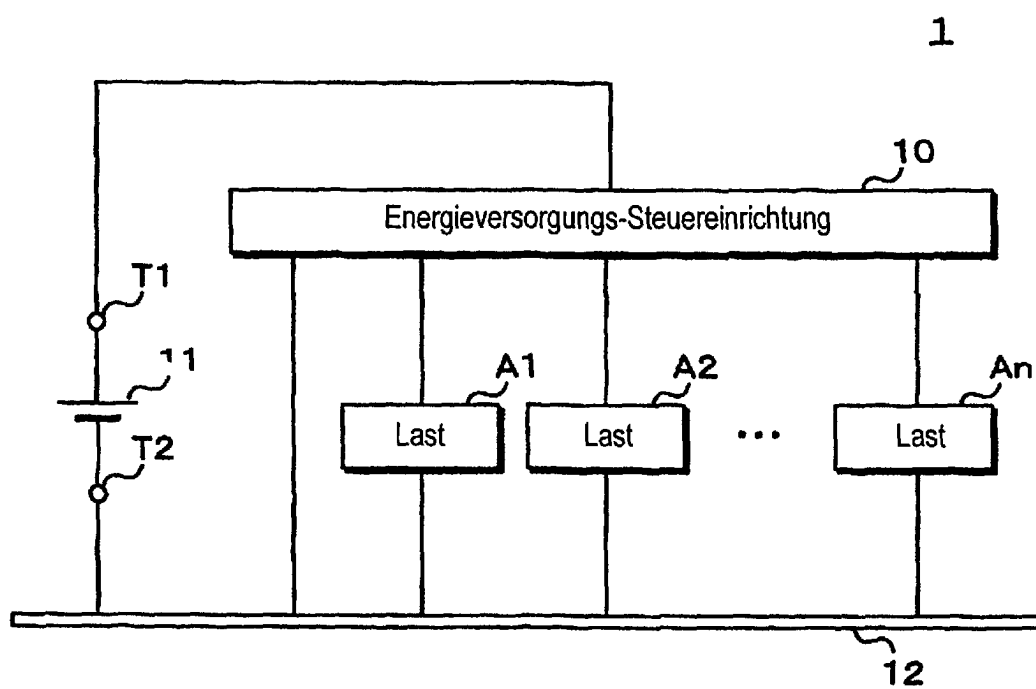 1
10
Energieversorgungs-Steuereinrichtung
T1
11
A1
A2
An
Last
Last
...
Last
T2
12